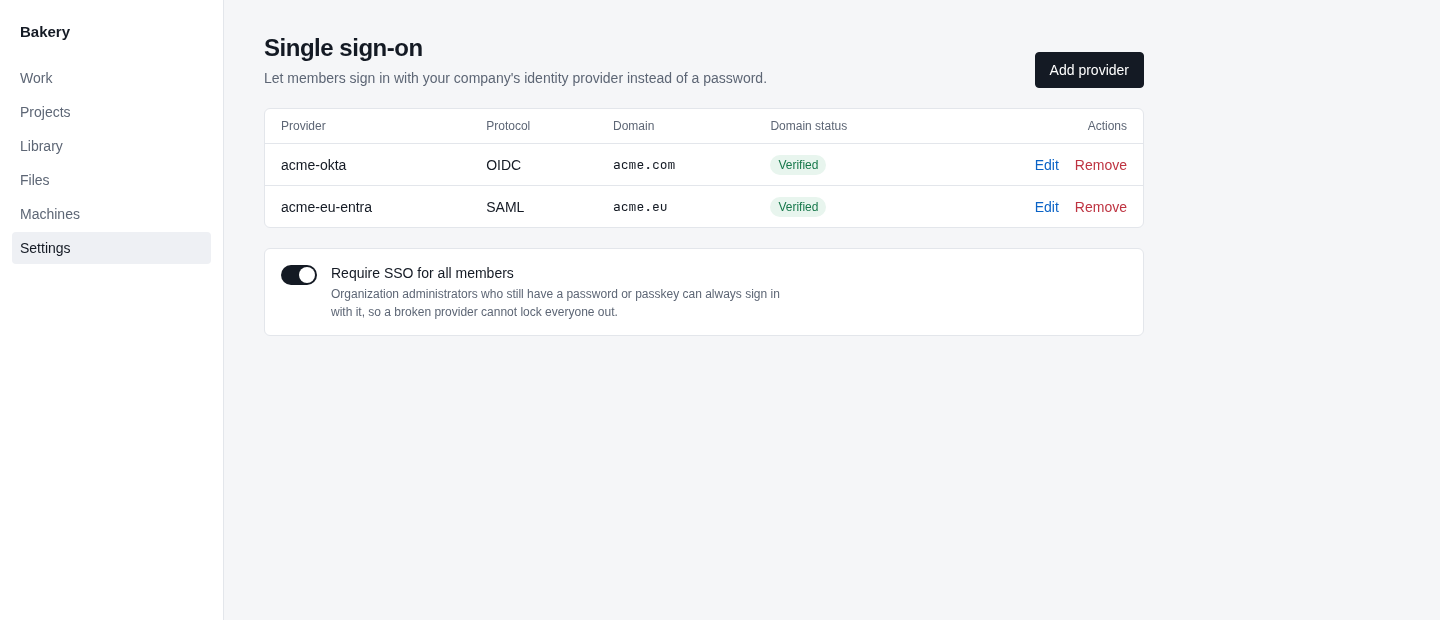 Bakery
Work
Projects
Library
Files
Machines
Settings
Single sign-on
Let members sign in with your company's identity provider instead of a password.
Add provider
Provider Protocol Domain Domain status Actions
acme-okta OIDC acme.com Verified Edit Remove
acme-eu-entra SAML acme.eu Verified Edit Remove
Require SSO for all members
Organization administrators who still have a password or passkey can always sign in
with it, so a broken provider cannot lock everyone out.